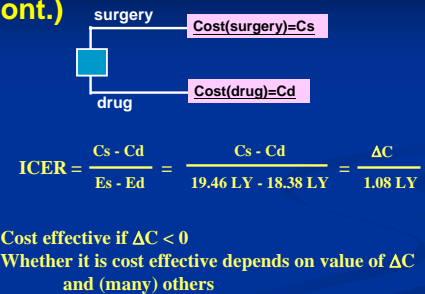 ont.)
surgery
Cost(surgery)=Cs
Cost(drug)=Cd
drug
Cs - Cd Cs - Cd ΔC
ICER = = =
Es - Ed 19.46 LY - 18.38 LY 1.08 LY
Cost effective if ΔC < 0
Whether it is cost effective depends on value of ΔC
and (many) others